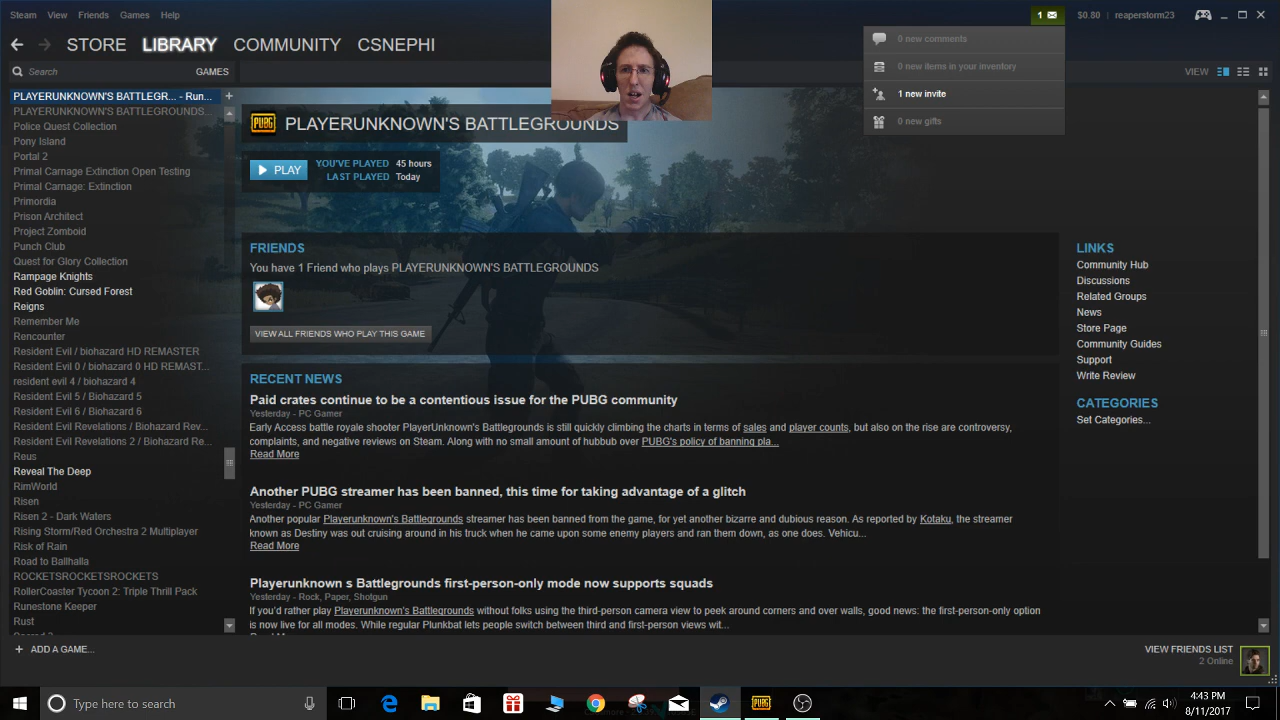 Steam View Friends Games Help
1 $0.80 reaperstorm23
STORE LIBRARY COMMUNITY CSNEPHI
0 new comments
0 new items in your inventory
1 new invite
0 new gifts
Search GAMES
VIEW
PLAYERUNKNOWN'S BATTLEGR... - Run...
PLAYERUNKNOWN'S BATTLEGROUNDS...
Police Quest Collection
Pony Island
Portal 2
Primal Carnage Extinction Open Testing
Primal Carnage: Extinction
Primordia
Prison Architect
Project Zomboid
Punch Club
Quest for Glory Collection
Rampage Knights
Red Goblin: Cursed Forest
Reigns
Remember Me
Rencounter
Resident Evil / biohazard HD REMASTER
Resident Evil 0 / biohazard 0 HD REMAST...
resident evil 4 / biohazard 4
Resident Evil 5 / biohazard 5
Resident Evil 6 / biohazard 6
Resident Evil Revelations / Biohazard Rev...
Resident Evil Revelations 2 / Biohazard Re...
Reus
Reveal The Deep
RimWorld
Risen
Risen 2 - Dark Waters
Rising Storm/Red Orchestra 2 Multiplayer
Risk of Rain
Road to Ballhalla
ROCKETSROCKETSROCKETS
RollerCoaster Tycoon 2: Triple Thrill Pack
Runestone Keeper
Rust
PUBG PLAYERUNKNOWN'S BATTLEGROUNDS
PLAY
YOU'VE PLAYED 45 hours
LAST PLAYED Today
FRIENDS
You have 1 Friend who plays PLAYERUNKNOWN'S BATTLEGROUNDS
VIEW ALL FRIENDS WHO PLAY THIS GAME
RECENT NEWS
Paid crates continue to be a contentious issue for the PUBG community
Yesterday - PC Gamer
Early Access battle royale shooter PlayerUnknown's Battlegrounds is still quickly climbing the charts in terms of sales and player counts, but also on the rise are controversy,
complaints, and negative reviews on Steam. Along with no small amount of hubbub over PUBG's policy of banning pla...
Read More
Another PUBG streamer has been banned, this time for taking advantage of a glitch
Yesterday - PC Gamer
Another popular Playerunknown's Battlegrounds streamer has been banned from the game, for yet another bizarre and dubious reason. As reported by Kotaku, the streamer
known as Destiny was out cruising around in his truck when he came upon some enemy players and ran them down, as one does. Vehicu...
Read More
Playerunknown s Battlegrounds first-person-only mode now supports squads
Yesterday - Rock, Paper, Shotgun
If you'd rather play Playerunknown's Battlegrounds without folks using the third-person camera view to peek around corners and over walls, good news: the first-person-only option
is now live for all modes. While regular Plunkbat lets people switch between third and first-person views wit...
LINKS
Community Hub
Discussions
Related Groups
News
Store Page
Community Guides
Support
Write Review
CATEGORIES
Set Categories...
+ ADD A GAME...
VIEW FRIENDS LIST
2 Online
Type here to search
PUBG
4:43 PM
8/11/2017